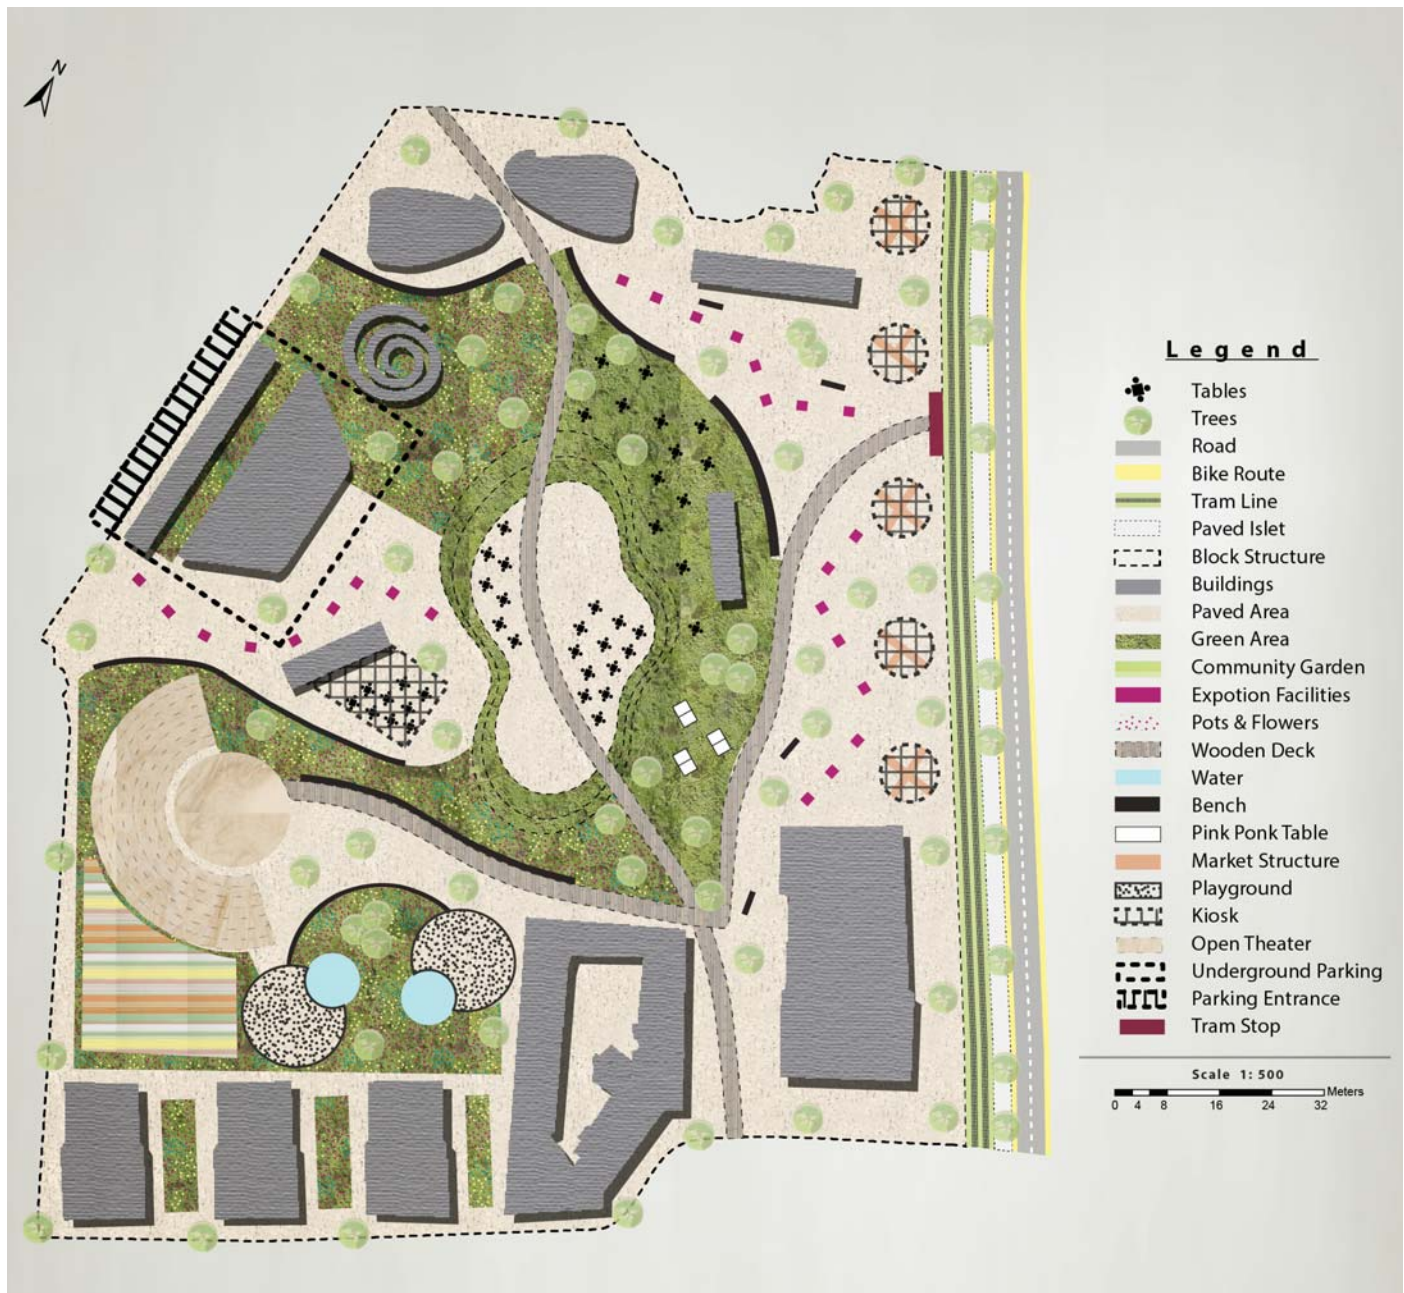 N
Legend
Tables
Trees
Road
Bike Route
Tram Line
Paved Islet
Block Structure
Buildings
Paved Area
Green Area
Community Garden
Expotion Facilities
Pots & Flowers
Wooden Deck
Water
Bench
Pink Ponk Table
Market Structure
Playground
Kiosk
Open Theater
Underground Parking
Parking Entrance
Tram Stop
Scale 1: 500
Meters
0 4 8 16 24 32